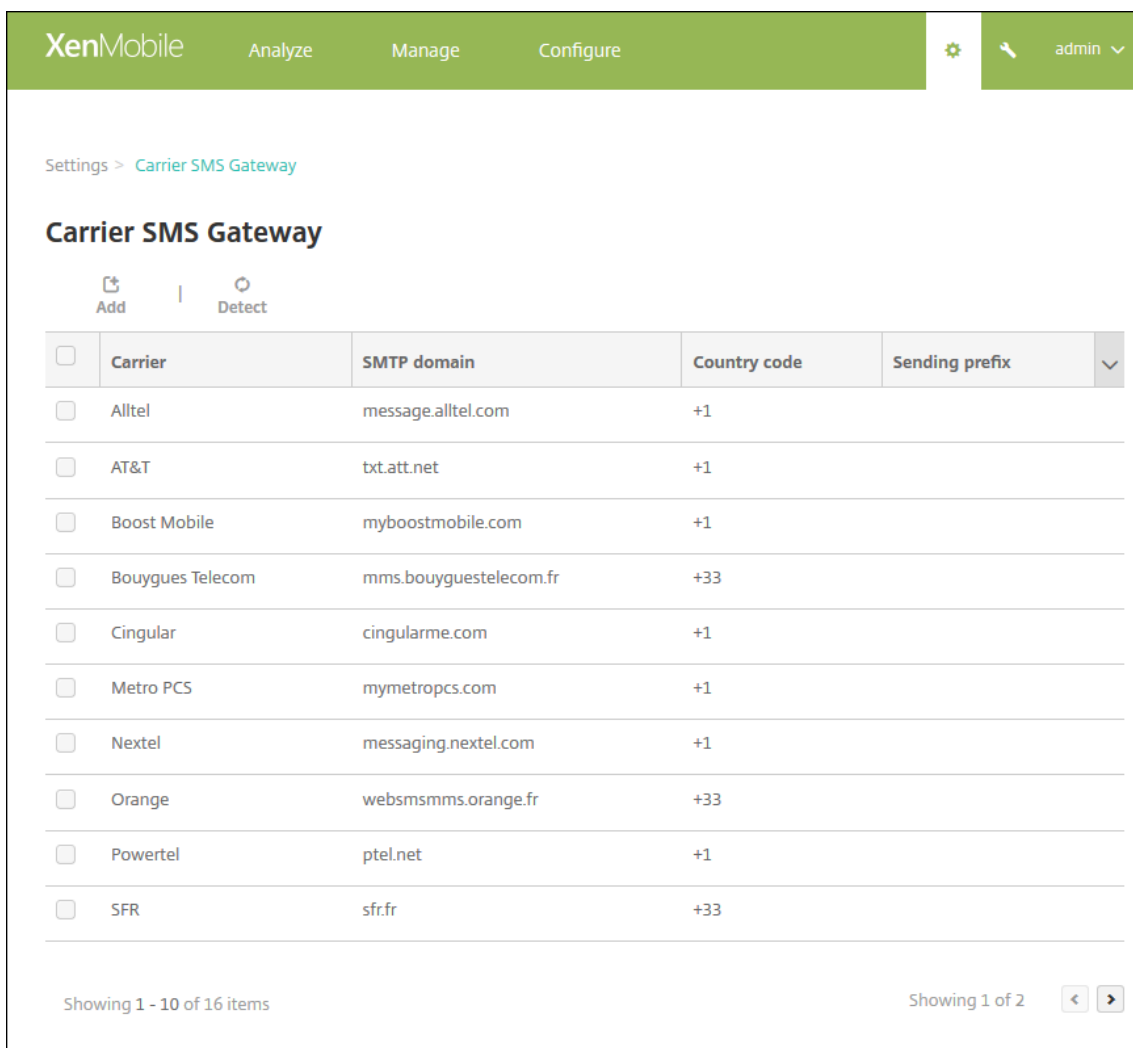 XenMobile Analyze Manage Configure admin
Settings > Carrier SMS Gateway
Carrier SMS Gateway
Add | Detect
Carrier SMTP domain Country code Sending prefix
Alltel message.alltel.com +1
AT&T txt.att.net +1
Boost Mobile myboostmobile.com +1
Bouygues Telecom mms.bouyguestelecom.fr +33
Cingular cingularme.com +1
Metro PCS mymetropcs.com +1
Nextel messaging.nextel.com +1
Orange websmsmms.orange.fr +33
Powertel ptel.net +1
SFR sfr.fr +33
Showing 1 - 10 of 16 items Showing 1 of 2 < >